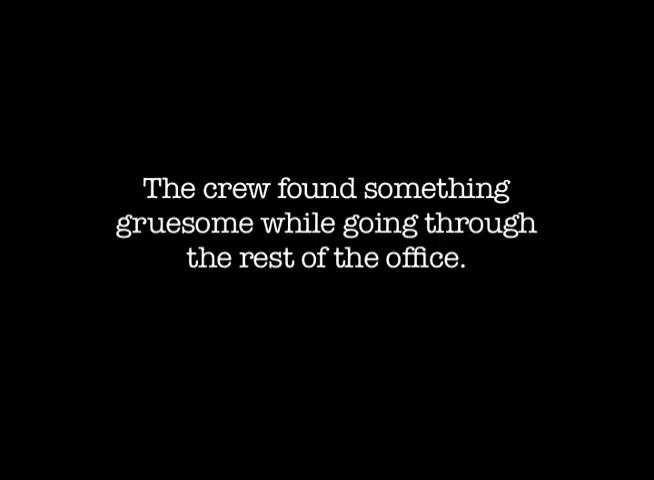 The crew found something
gruesome while going through
the rest of the office.